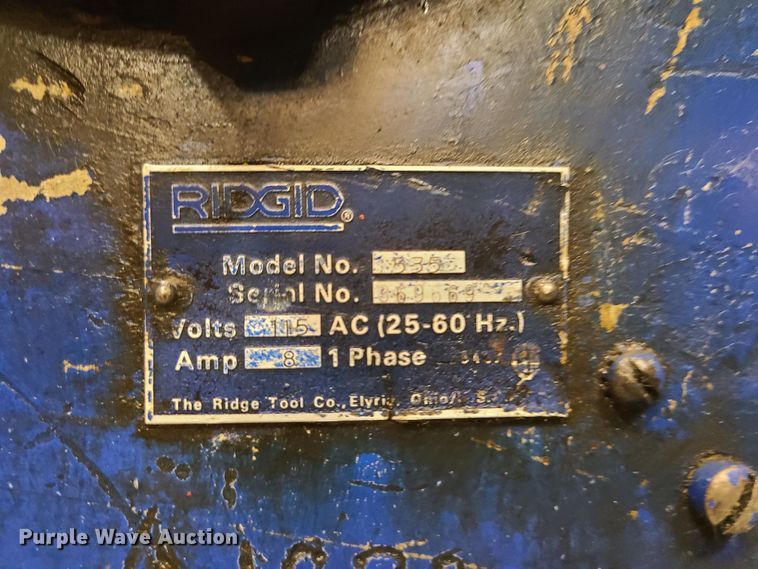 RIDGID®
Model No. 535
Serial No.
Volts 115 AC (25-60 Hz.)
Amp 8 1 Phase
The Ridge Tool Co., Elyria, Ohio
Purple Wave Auction®